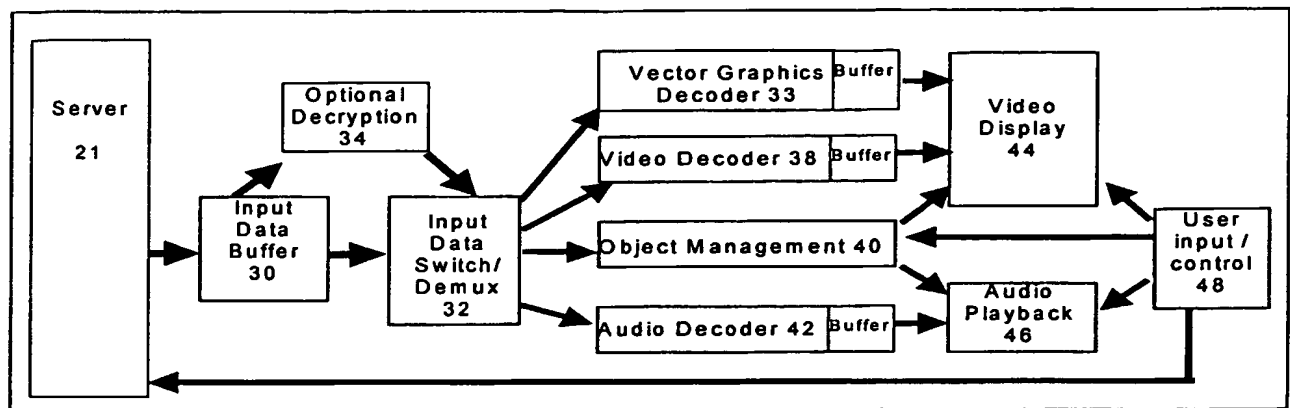 Server
21
Optional
Decryption
34
Input
Data
Buffer
30
Input
Data
Switch/
Demux
32
Vector Graphics
Decoder 33
Buffer
Video Decoder 38
Buffer
Object Management 40
Audio Decoder 42
Buffer
Video
Display
44
Audio
Playback
46
User
input /
control
48